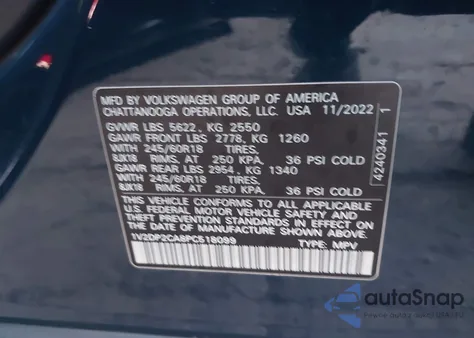 MFD BY VOLKSWAGEN GROUP OF AMERICA
CHATTANOOGA OPERATIONS, LLC. USA 11/2022
GVWR LBS 5622, KG 2550
GAWR FRONT LBS 2778, KG 1260
WITH 245/60R18 TIRES,
8JX18 RIMS, AT 250 KPA, 36 PSI COLD
GAWR REAR LBS 2954, KG 1340
WITH 245/60R18 TIRES,
8JX18 RIMS, AT 250 KPA, 36 PSI COLD
THIS VEHICLE CONFORMS TO ALL APPLICABLE
U.S. FEDERAL MOTOR VEHICLE SAFETY
STANDARDS IN EFFECT ON
THE DATE OF MANUFACTURE SHOWN ABOVE
1V2DP2CA8PC518099 TYPE: MPV
4240341 1
autoSnap